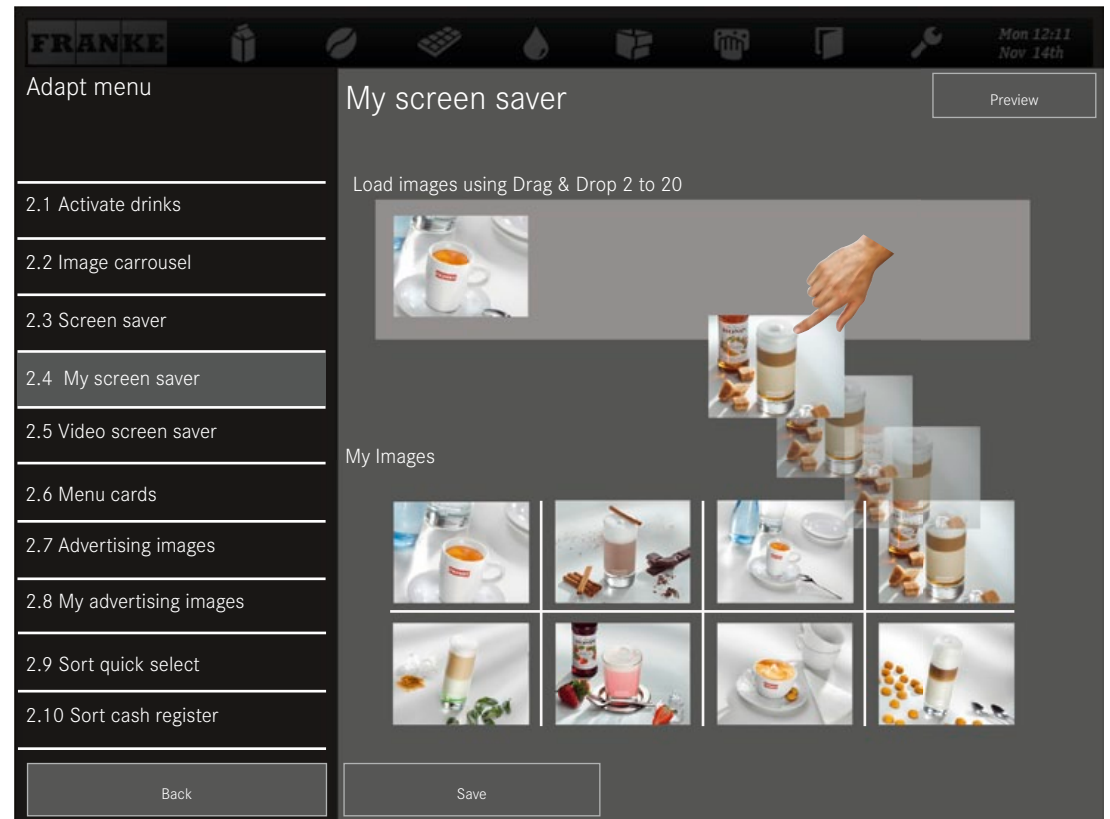 FRANKE
Mon 12:11
Nov 14th
Adapt menu
My screen saver
Preview
Load images using Drag & Drop 2 to 20
2.1 Activate drinks
2.2 Image carrousel
2.3 Screen saver
2.4 My screen saver
2.5 Video screen saver
My Images
2.6 Menu cards
2.7 Advertising images
2.8 My advertising images
2.9 Sort quick select
2.10 Sort cash register
Back
Save